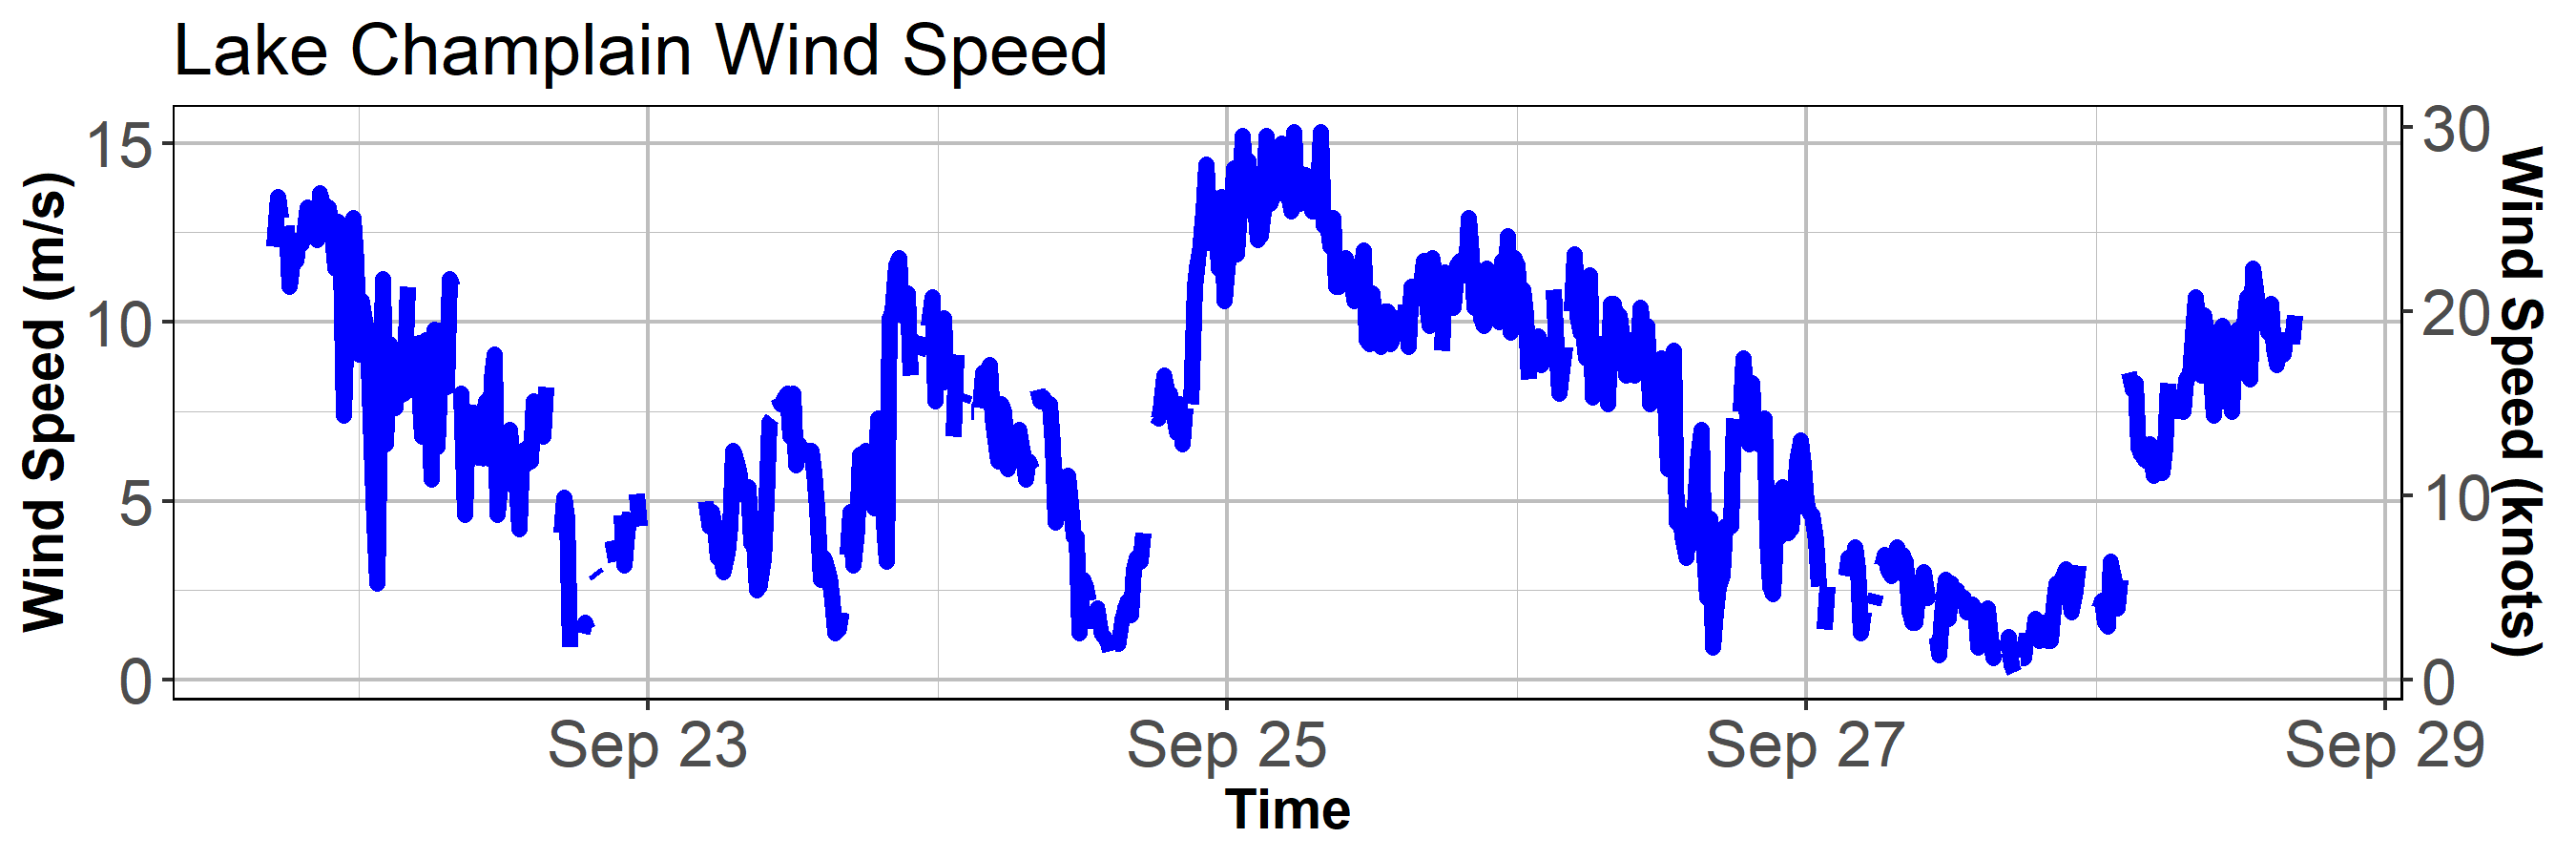 Lake Champlain Wind Speed
15
10
5
0
Wind Speed (m/s)
30
20
10
0
Wind Speed (knots)
Sep 23
Sep 25
Sep 27
Sep 29
Time